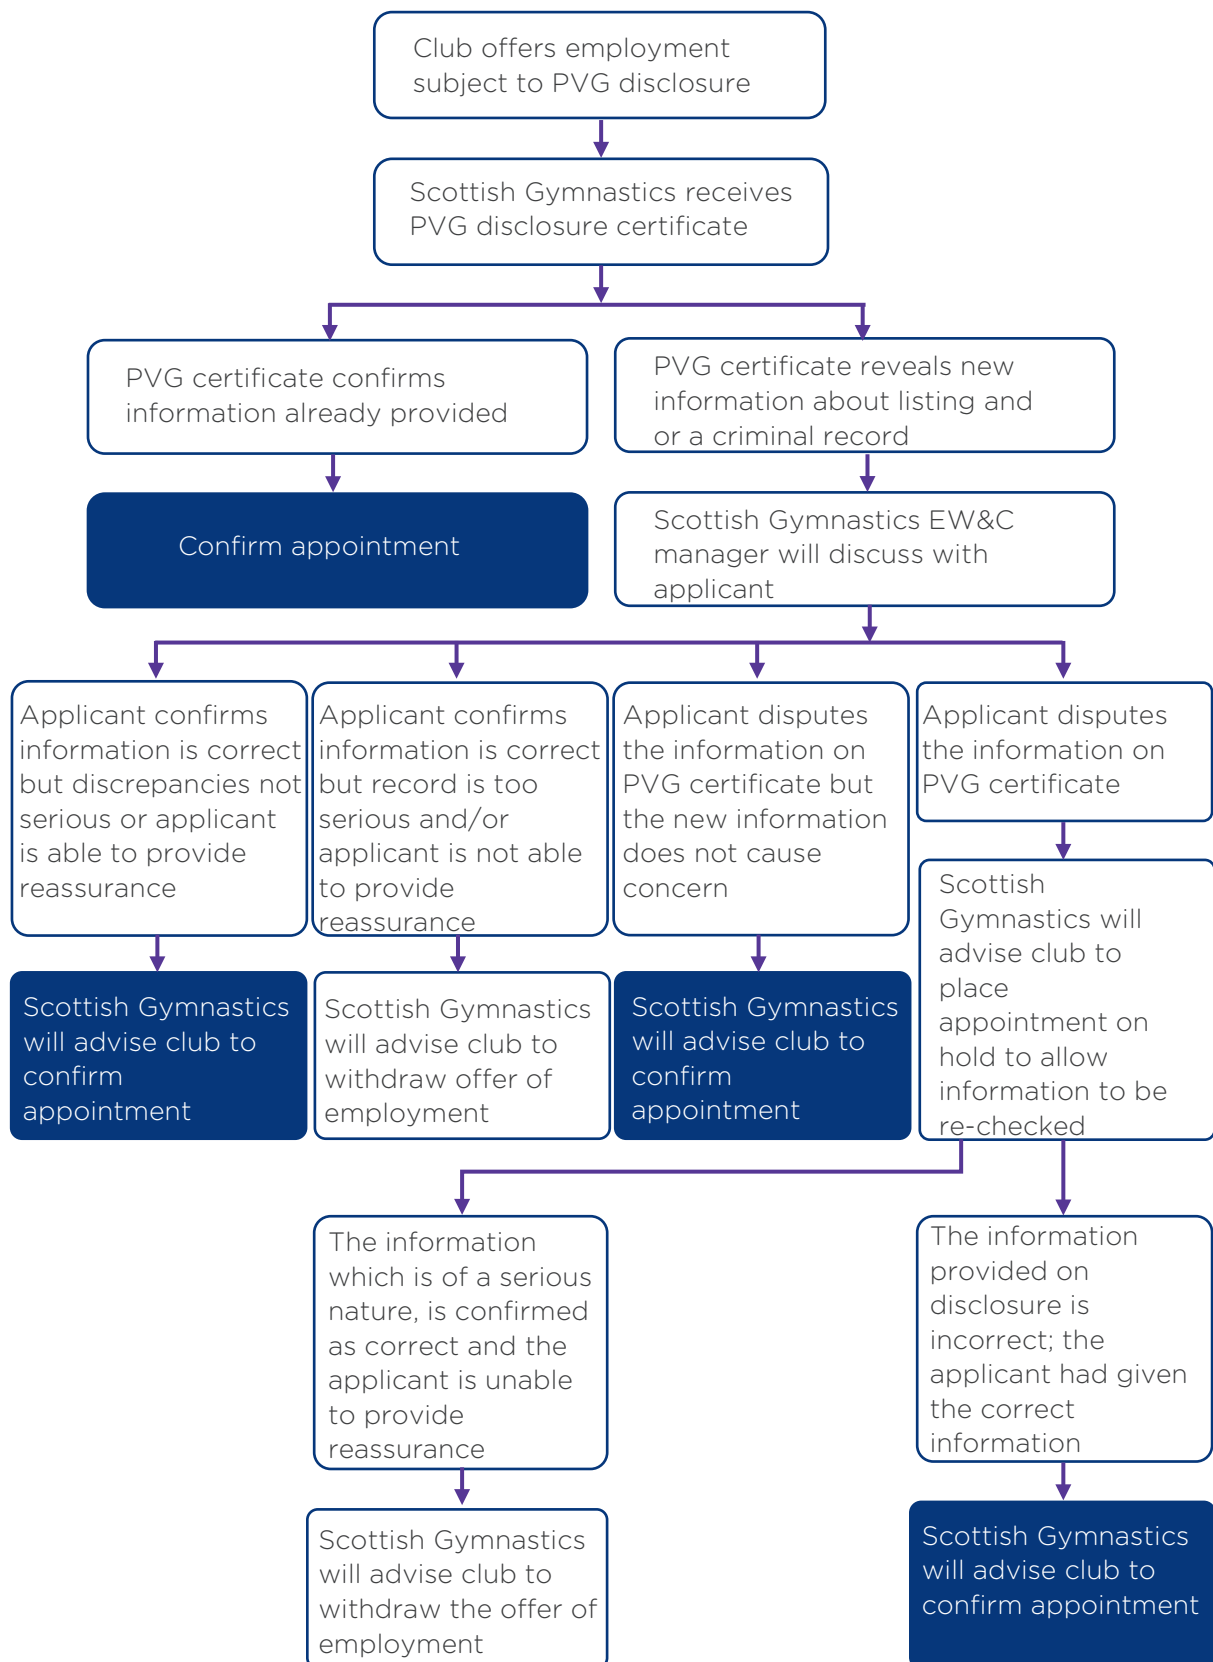 Club offers employment
subject to PVG disclosure
Scottish Gymnastics receives
PVG disclosure certificate
PVG certificate confirms
information already provided
PVG certificate reveals new
information about listing and
or a criminal record
Confirm appointment
Scottish Gymnastics EW&C
manager will discuss with
applicant
Applicant confirms
information is correct
but discrepancies not
serious or applicant
is able to provide
reassurance
Applicant confirms
information is correct
but record is too
serious and/or
applicant is not able
to provide
reassurance
Applicant disputes
the information on
PVG certificate but
the new information
does not cause
concern
Applicant disputes
the information on
PVG certificate
Scottish
Gymnastics will
advise club to
place
appointment on
hold to allow
information to be
re-checked
Scottish Gymnastics
will advise club to
confirm
appointment
Scottish Gymnastics
will advise club to
withdraw offer of
employment
Scottish Gymnastics
will advise club to
confirm
appointment
The information
which is of a serious
nature, is confirmed
as correct and the
applicant is unable
to provide
reassurance
The information
provided on
disclosure is
incorrect; the
applicant had given
the correct
information
Scottish Gymnastics
will advise club to
withdraw the offer of
employment
Scottish Gymnastics
will advise club to
confirm appointment